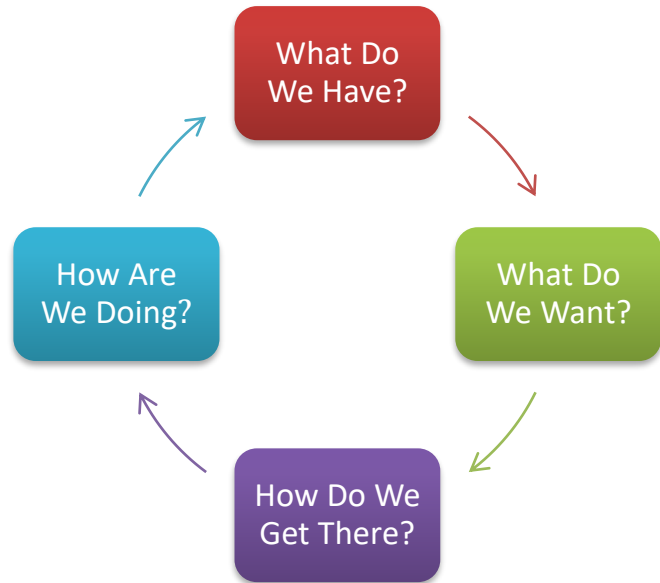 What Do
We Have?
What Do
We Want?
How Do We
Get There?
How Are
We Doing?